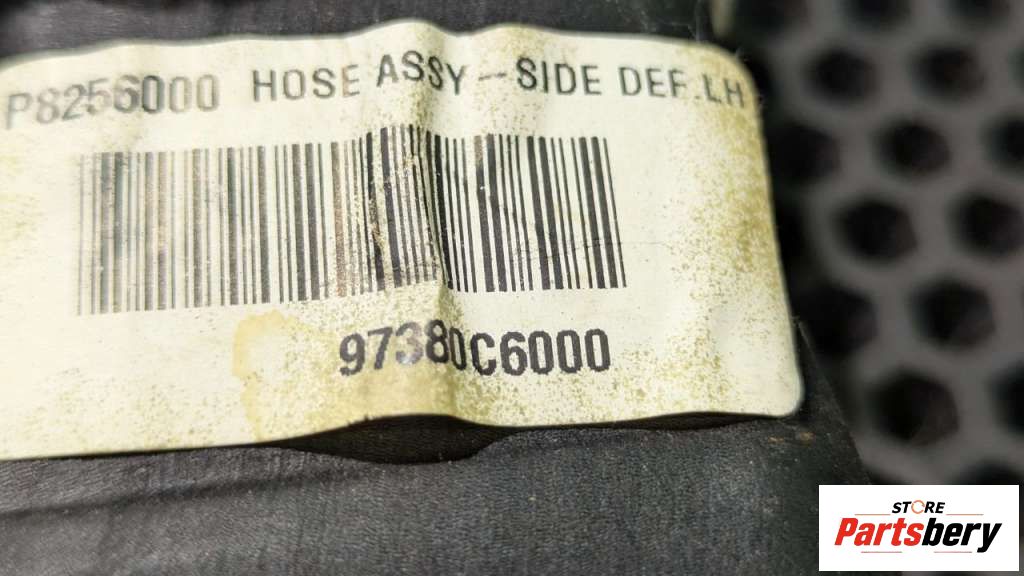 P8256000 HOSE ASSY-SIDE DEF.LH
97380C6000
STORE
Partsbery